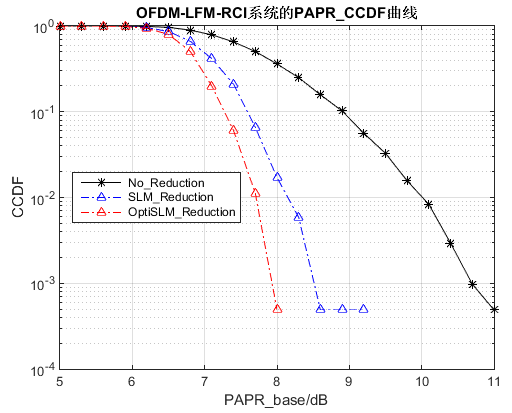 OFDM-LFM-RCI系统的PAPR_CCDF曲线
10^0
10^-1
10^-2
10^-3
10^-4
CCDF
No_Reduction
SLM_Reduction
OptiSLM_Reduction
5 6 7 8 9 10 11
PAPR_base/dB